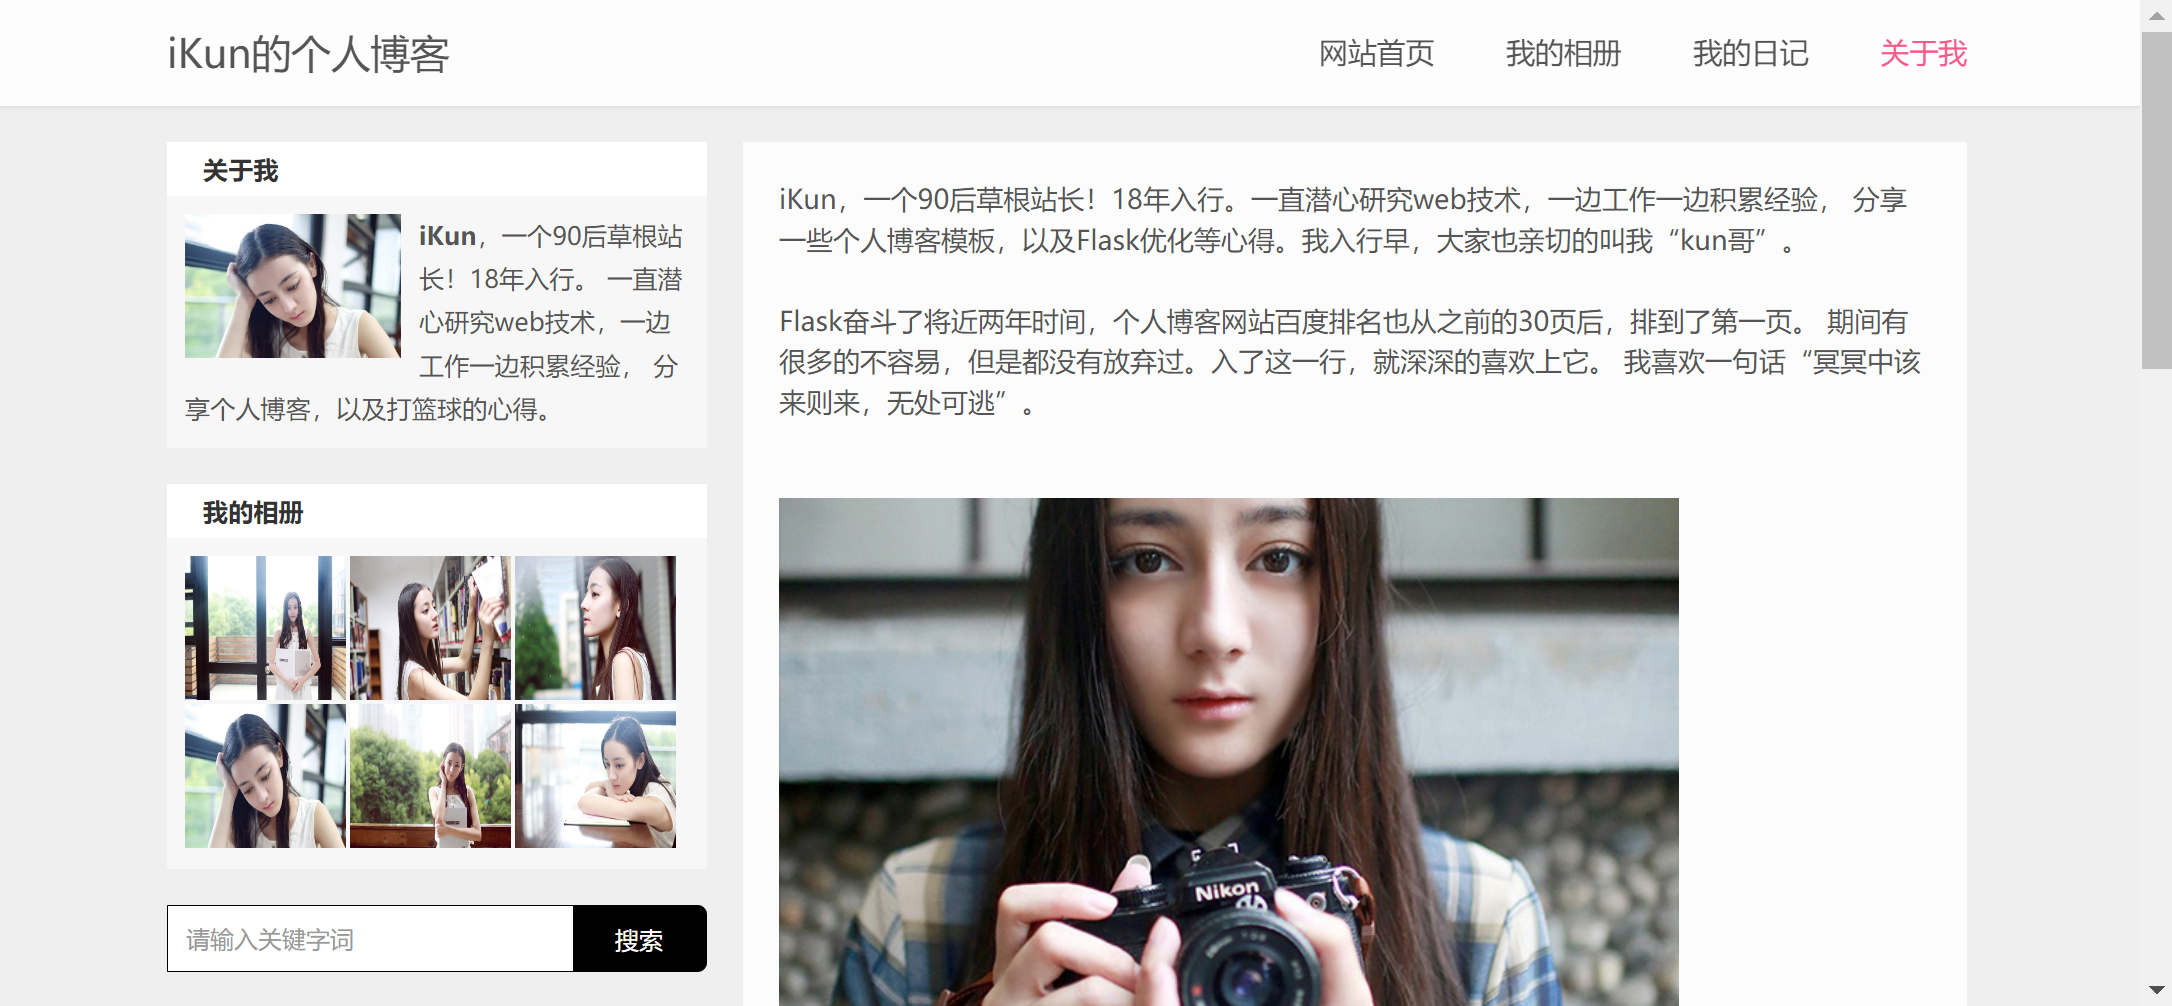 iKun的个人博客
网站首页 我的相册 我的日记 关于我
关于我
iKun，一个90后草根站
长！18年入行。 一直潜
心研究web技术，一边
工作一边积累经验， 分
享个人博客，以及打篮球的心得。
我的相册
请输入关键字词 搜索
iKun，一个90后草根站长！18年入行。一直潜心研究web技术，一边工作一边积累经验， 分享
一些个人博客模板，以及Flask优化等心得。我入行早，大家也亲切的叫我“kun哥”。
Flask奋斗了将近两年时间，个人博客网站百度排名也从之前的30页后，排到了第一页。 期间有
很多的不容易，但是都没有放弃过。入了这一行，就深深的喜欢上它。 我喜欢一句话“冥冥中该
来则来，无处可逃”。
Nikon